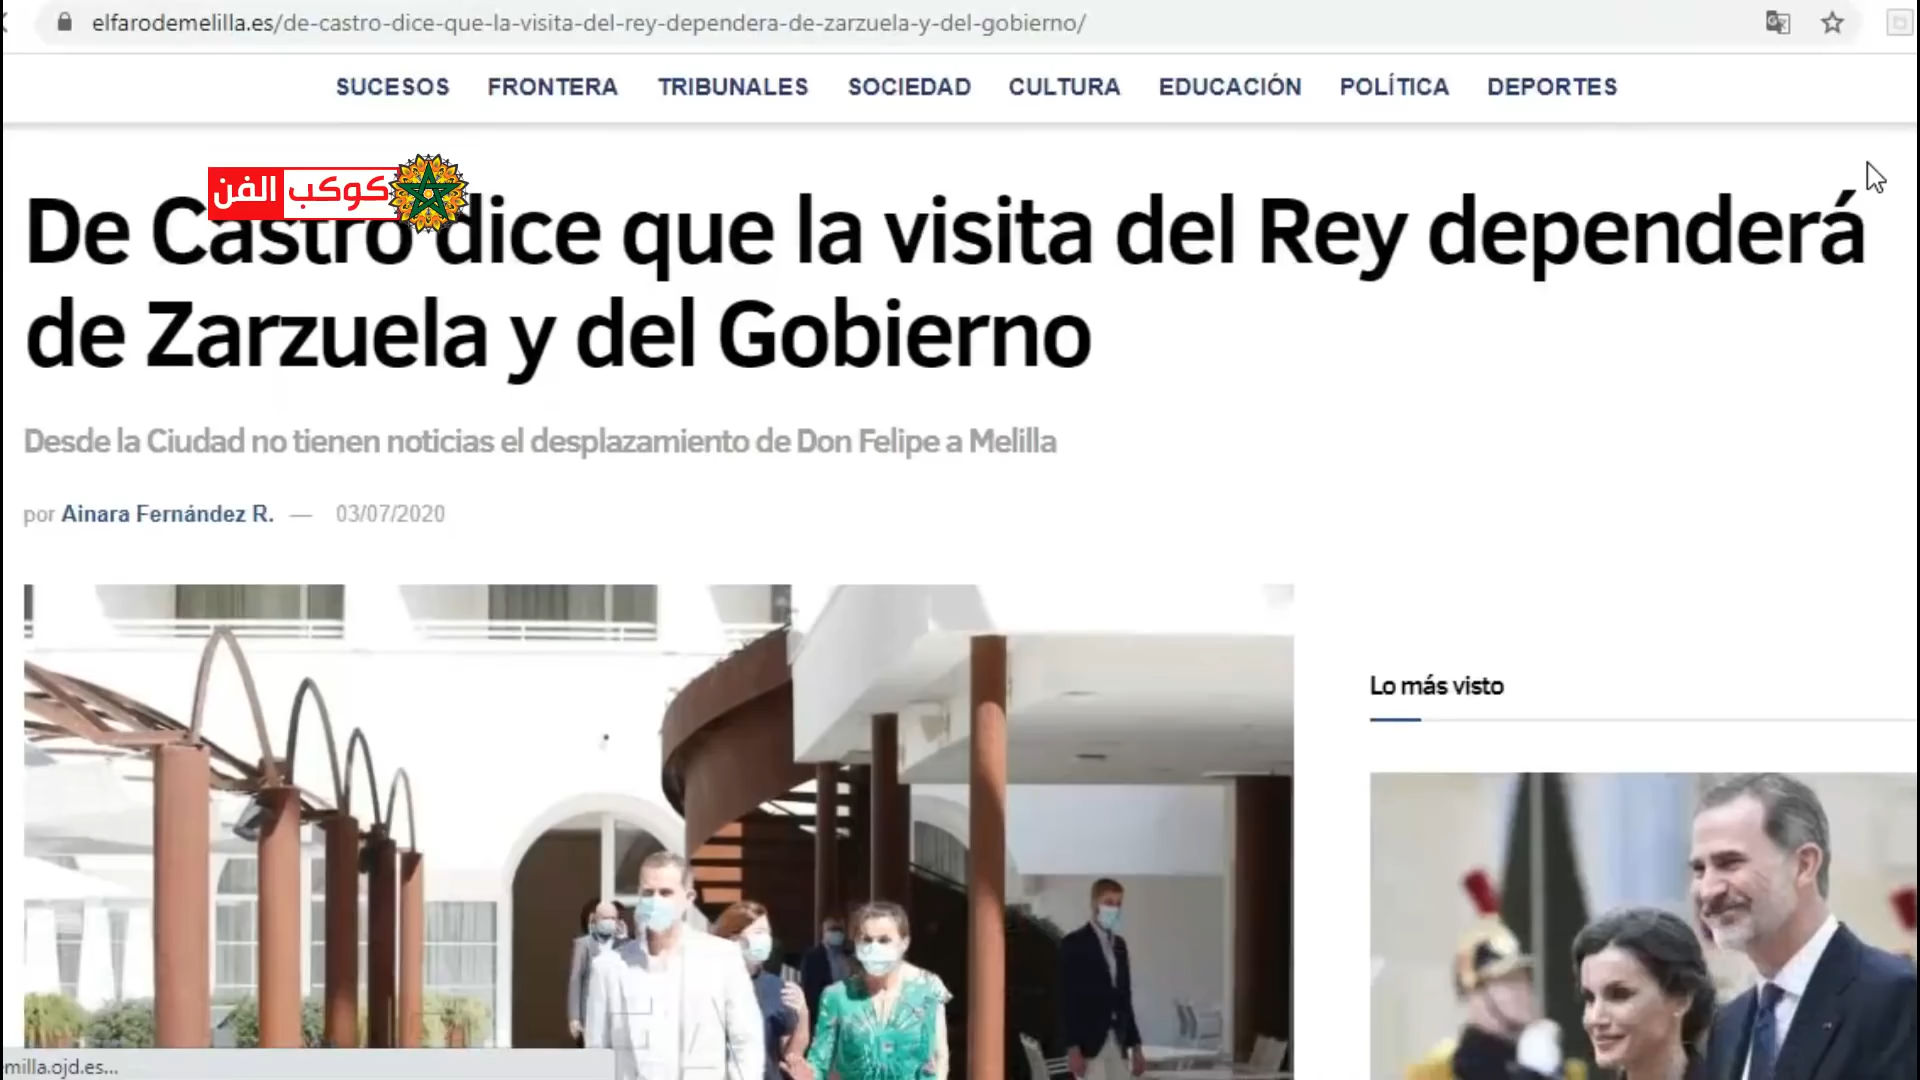 elfarodemelilla.es/de-castro-dice-que-la-visita-del-rey-dependera-de-zarzuela-y-del-gobierno/
SUCESOS FRONTERA TRIBUNALES SOCIEDAD CULTURA EDUCACIÓN POLÍTICA DEPORTES
كوكب الفن
De Castro dice que la visita del Rey dependerá
de Zarzuela y del Gobierno
Desde la Ciudad no tienen noticias el desplazamiento de Don Felipe a Melilla
por Ainara Fernández R. — 03/07/2020
Lo más visto
emilla.ojd.es...